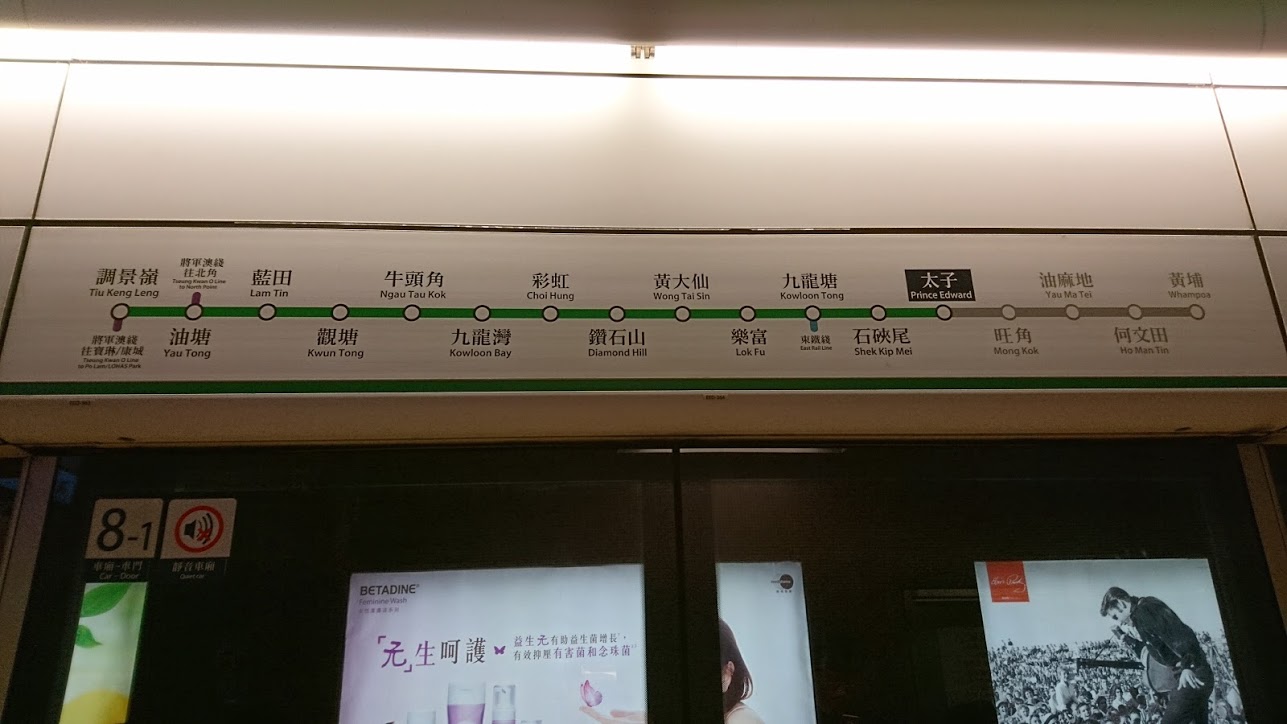 調景嶺
Tiu Keng Leng
將軍澳綫
往北角
Tseung Kwan O Line
to North Point
藍田
Lam Tin
牛頭角
Ngau Tau Kok
彩虹
Choi Hung
黃大仙
Wong Tai Sin
九龍塘
Kowloon Tong
太子
Prince Edward
油麻地
Yau Ma Tei
黃埔
Whampoa
將軍澳綫
往寶琳/康城
Tseung Kwan O Line
to Po Lam/LOHAS Park
油塘
Yau Tong
觀塘
Kwun Tong
九龍灣
Kowloon Bay
鑽石山
Diamond Hill
樂富
Lok Fu
東鐵綫
East Rail Line
石硤尾
Shek Kip Mei
旺角
Mong Kok
何文田
Ho Man Tin
8-1
車廂-車門
Car - Door
靜音車廂
Quiet car
BETADINE®
Feminine Wash
「元」生呵護
益生元有助益生菌增長，
有效抑壓有害菌和念珠菌